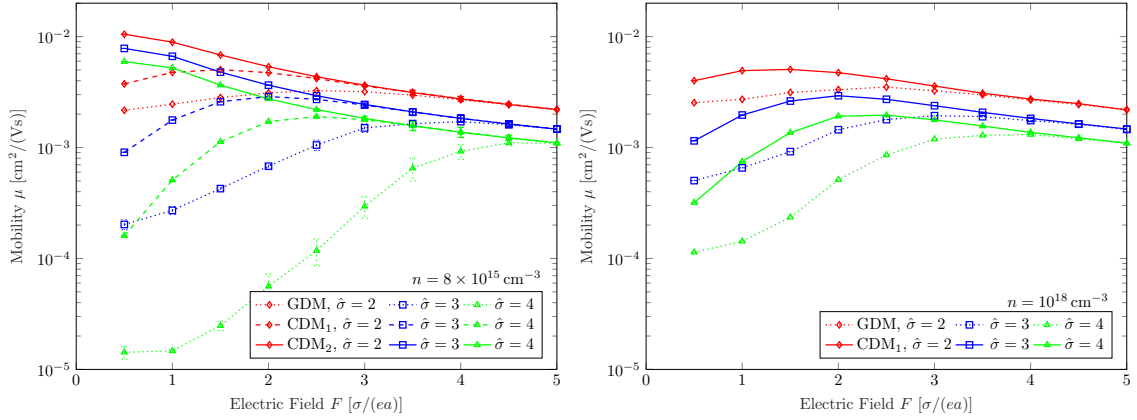 10⁻²
10⁻³
10⁻⁴
10⁻⁵
Mobility μ [cm²/(Vs)]
0 1 2 3 4 5
Electric Field F [σ/(ea)]
n = 8 × 10¹⁵ cm⁻³
GDM, σ̂ = 2 σ̂ = 3 σ̂ = 4
CDM₁, σ̂ = 2 σ̂ = 3 σ̂ = 4
CDM₂, σ̂ = 2 σ̂ = 3 σ̂ = 4
10⁻²
10⁻³
10⁻⁴
10⁻⁵
Mobility μ [cm²/(Vs)]
0 1 2 3 4 5
Electric Field F [σ/(ea)]
n = 10¹⁸ cm⁻³
GDM, σ̂ = 2 σ̂ = 3 σ̂ = 4
CDM₁, σ̂ = 2 σ̂ = 3 σ̂ = 4